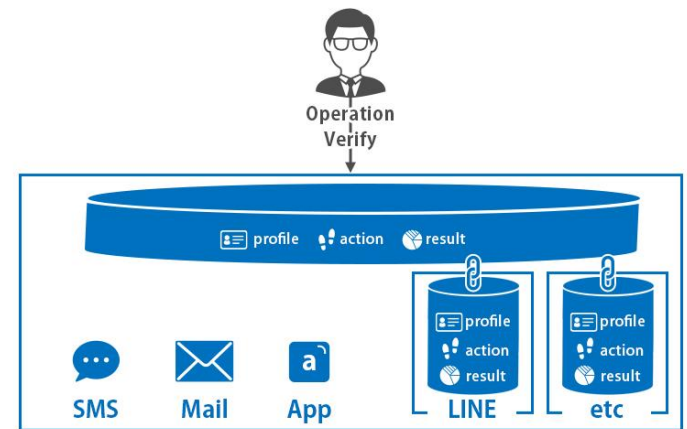 Operation
Verify
profile action result
profile
action
result
profile
action
result
a
SMS Mail App LINE etc